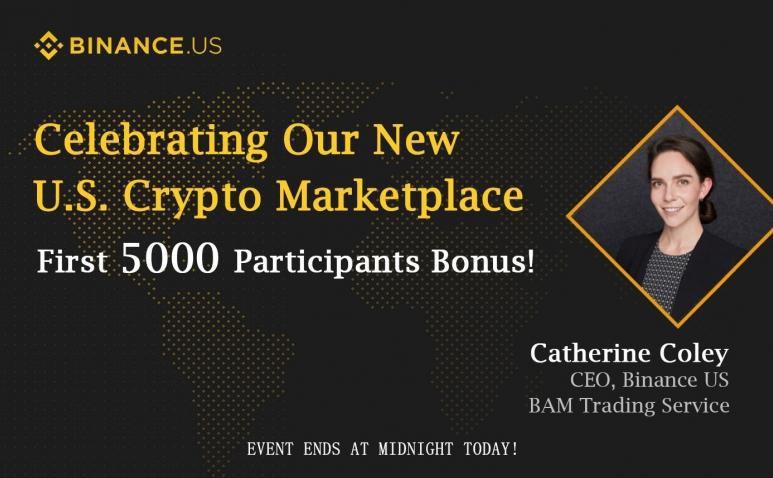 BINANCE.US
Celebrating Our New
U.S. Crypto Marketplace
First 5000 Participants Bonus!
Catherine Coley
CEO, Binance US
BAM Trading Service
EVENT ENDS AT MIDNIGHT TODAY!